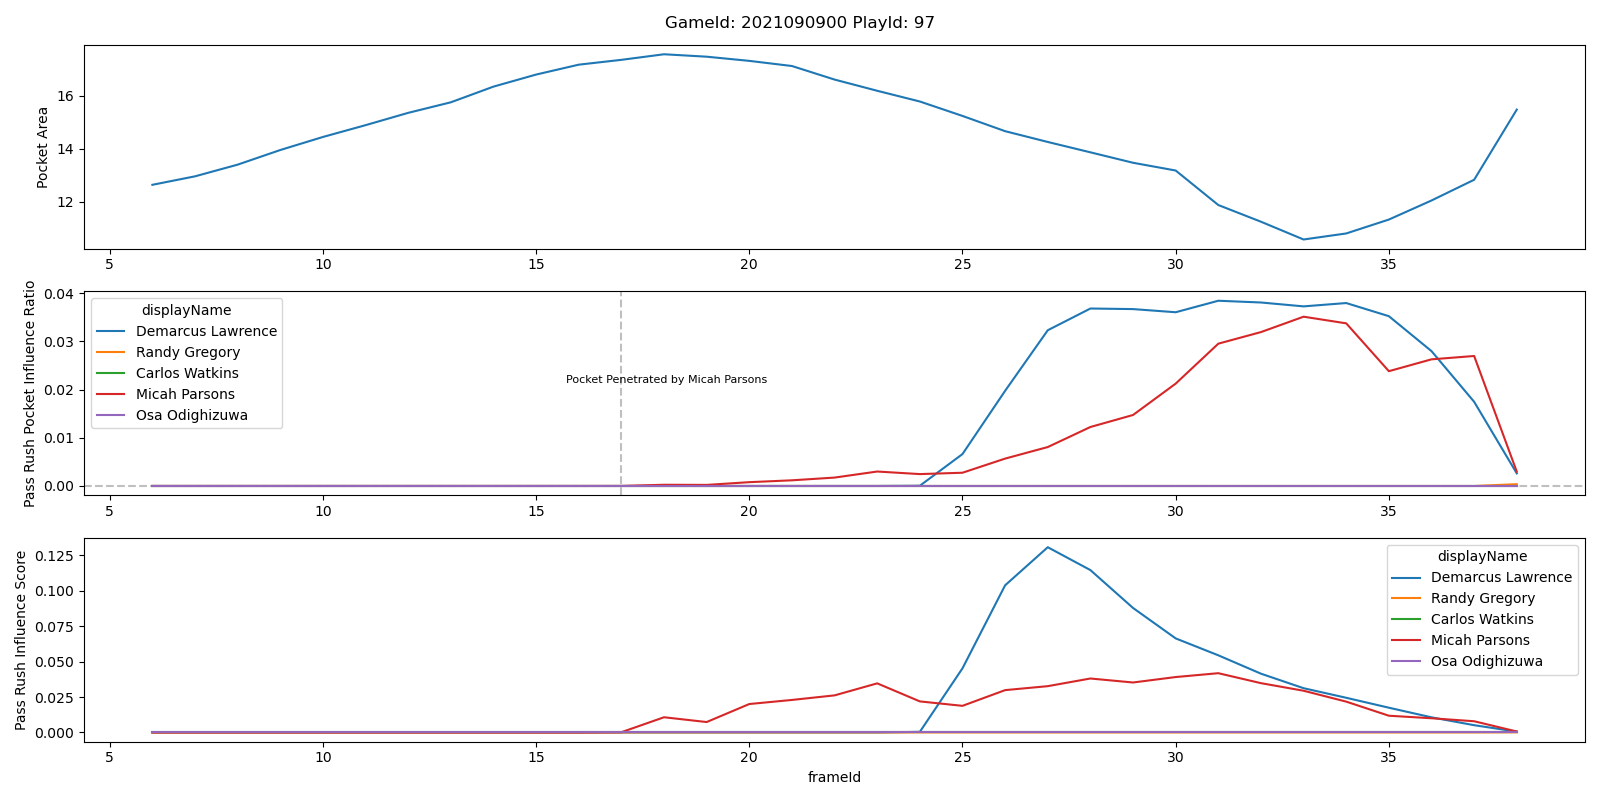 GameId: 2021090900 PlayId: 97
Pocket Area
16
14
12
5 10 15 20 25 30 35
Pass Rush Pocket Influence Ratio
0.04
0.03
0.02
0.01
0.00
displayName
Demarcus Lawrence
Randy Gregory
Carlos Watkins
Micah Parsons
Osa Odighizuwa
Pocket Penetrated by Micah Parsons
5 10 15 20 25 30 35
Pass Rush Influence Score
0.125
0.100
0.075
0.050
0.025
0.000
displayName
Demarcus Lawrence
Randy Gregory
Carlos Watkins
Micah Parsons
Osa Odighizuwa
5 10 15 20 25 30 35
frameId